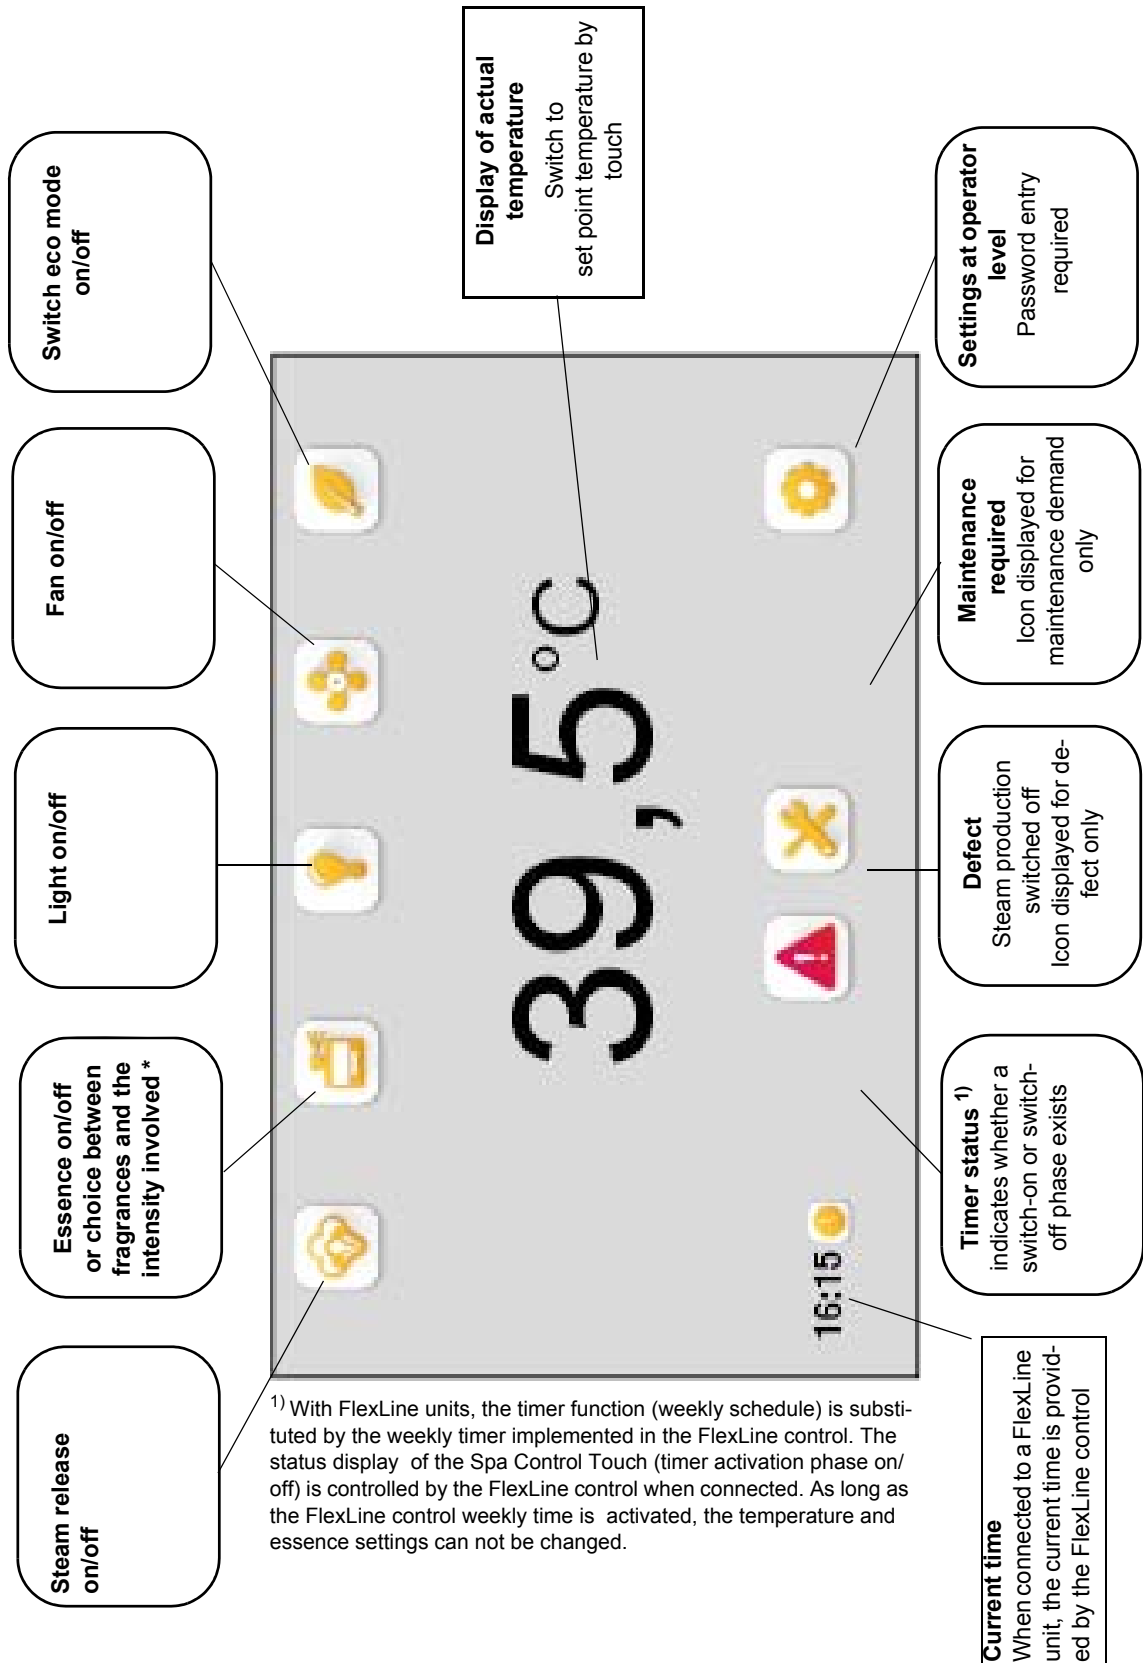 Steam release
on/off
Essence on/off
or choice between
fragrances and the
intensity involved *
Light on/off
Fan on/off
Switch eco mode
on/off
Display of actual
temperature
Switch to
set point temperature by
touch
39,5°C
16:15
Current time
When connected to a FlexLine
unit, the current time is provid-
ed by the FlexLine control
Timer status 1)
indicates whether a
switch-on or switch-
off phase exists
Defect
Steam production
switched off
Icon displayed for de-
fect only
Maintenance
required
Icon displayed for
maintenance demand
only
Settings at operator
level
Password entry
required
1) With FlexLine units, the timer function (weekly schedule) is substi-
tuted by the weekly timer implemented in the FlexLine control. The
status display of the Spa Control Touch (timer activation phase on/
off) is controlled by the FlexLine control when connected. As long as
the FlexLine control weekly time is activated, the temperature and
essence settings can not be changed.